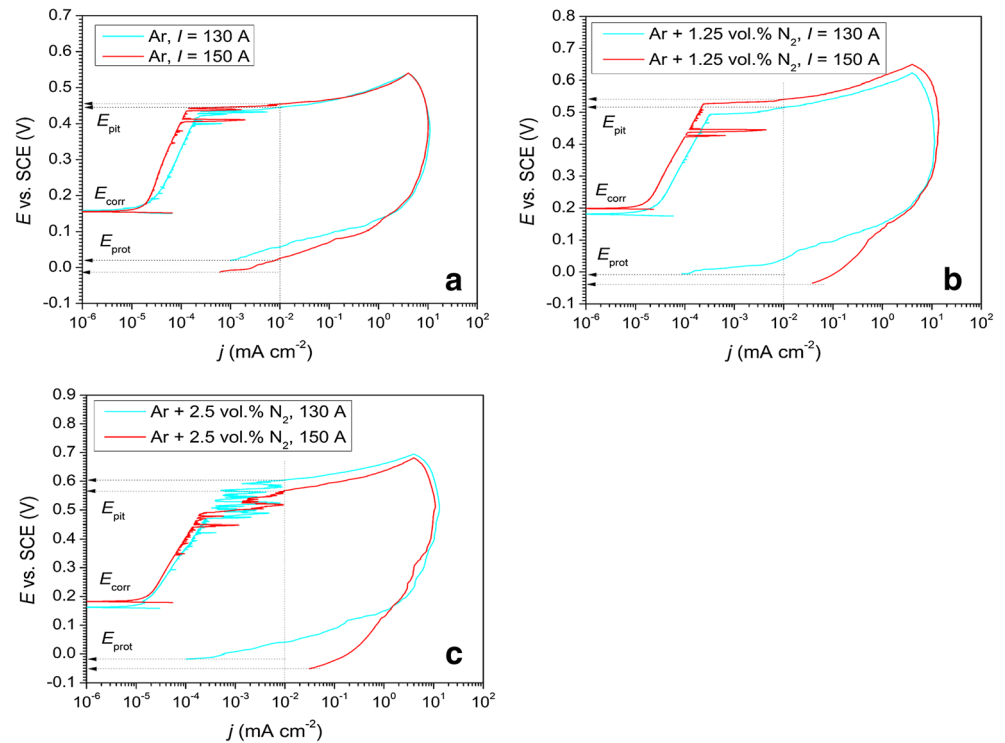 Ar, I = 130 A
Ar, I = 150 A
E vs. SCE (V)
0.7
0.6
0.5
0.4
0.3
0.2
0.1
0.0
-0.1
Epit
Ecorr
Eprot
a
10⁻⁶ 10⁻⁵ 10⁻⁴ 10⁻³ 10⁻² 10⁻¹ 10⁰ 10¹ 10²
j (mA cm⁻²)
Ar + 1.25 vol.% N₂, I = 130 A
Ar + 1.25 vol.% N₂, I = 150 A
E vs. SCE (V)
0.8
0.7
0.6
0.5
0.4
0.3
0.2
0.1
0.0
-0.1
Epit
Ecorr
Eprot
b
10⁻⁶ 10⁻⁵ 10⁻⁴ 10⁻³ 10⁻² 10⁻¹ 10⁰ 10¹ 10²
j (mA cm⁻²)
Ar + 2.5 vol.% N₂, 130 A
Ar + 2.5 vol.% N₂, 150 A
E vs. SCE (V)
0.9
0.8
0.7
0.6
0.5
0.4
0.3
0.2
0.1
0.0
-0.1
Epit
Ecorr
Eprot
c
10⁻⁶ 10⁻⁵ 10⁻⁴ 10⁻³ 10⁻² 10⁻¹ 10⁰ 10¹ 10²
j (mA cm⁻²)